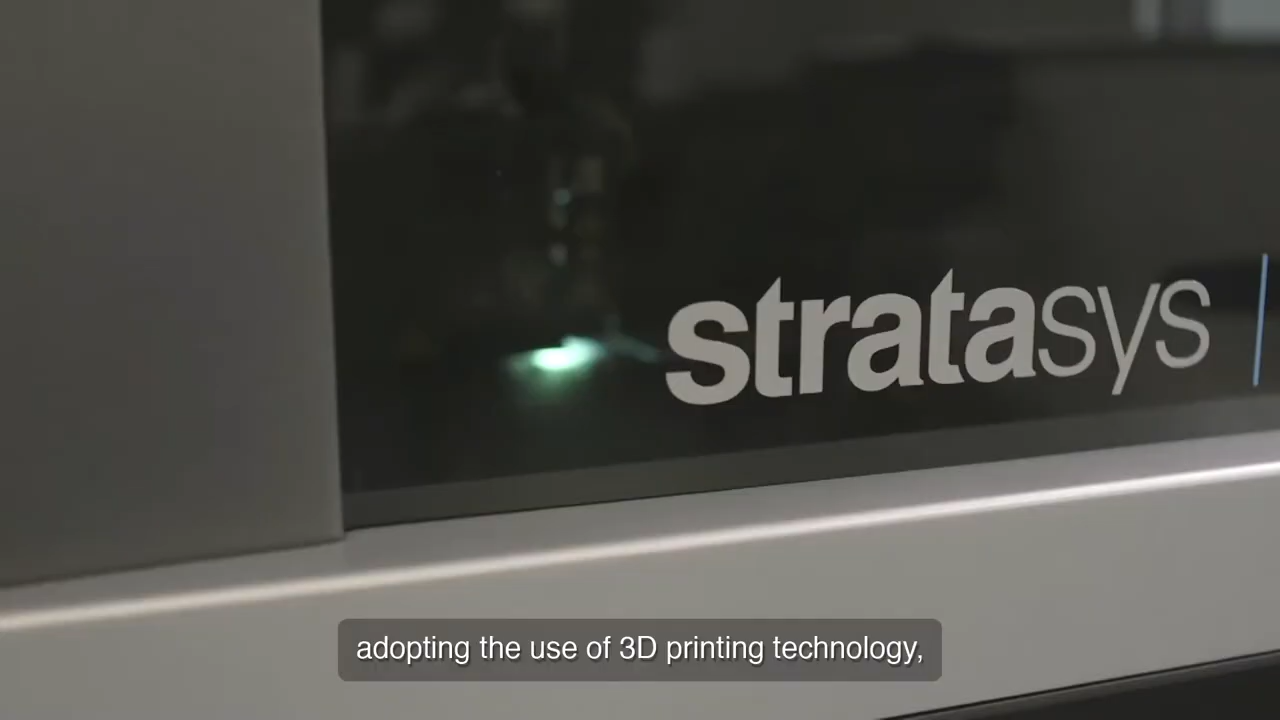 stratasys
adopting the use of 3D printing technology,